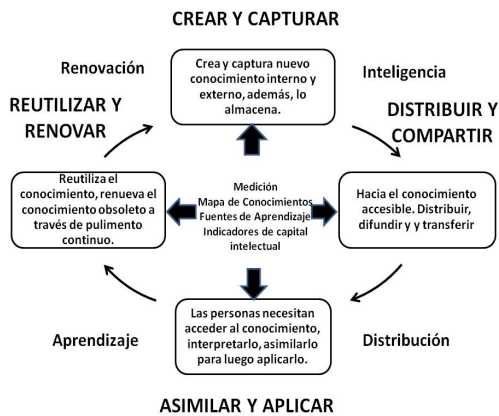 CREAR Y CAPTURAR
Crea y captura nuevo
conocimiento interno y
externo, además, lo
almacena.
Renovación
Inteligencia
REUTILIZAR Y
RENOVAR
DISTRIBUIR Y
COMPARTIR
Reutiliza el
conocimiento, renueva el
conocimiento obsoleto a
través de pulimento
continuo.
Medición
Mapa de Conocimientos
Fuentes de Aprendizaje
Indicadores de capital
intelectual
Hacia el conocimiento
accesible. Distribuir,
difundir y y transferir
Las personas necesitan
acceder al conocimiento,
interpretarlo, asimilarlo
para luego aplicarlo.
Aprendizaje
Distribución
ASIMILAR Y APLICAR